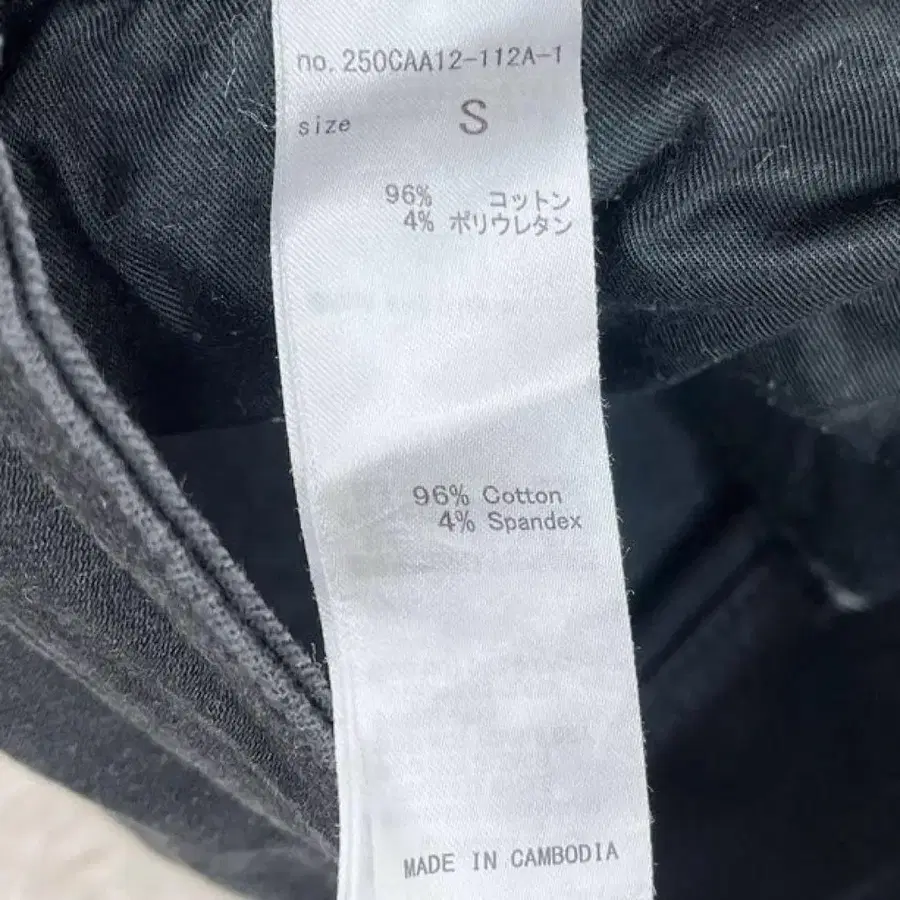 no. 250CAA12-112A-1
size S
96% コットン
4% ポリウレタン
96% Cotton
4% Spandex
MADE IN CAMBODIA